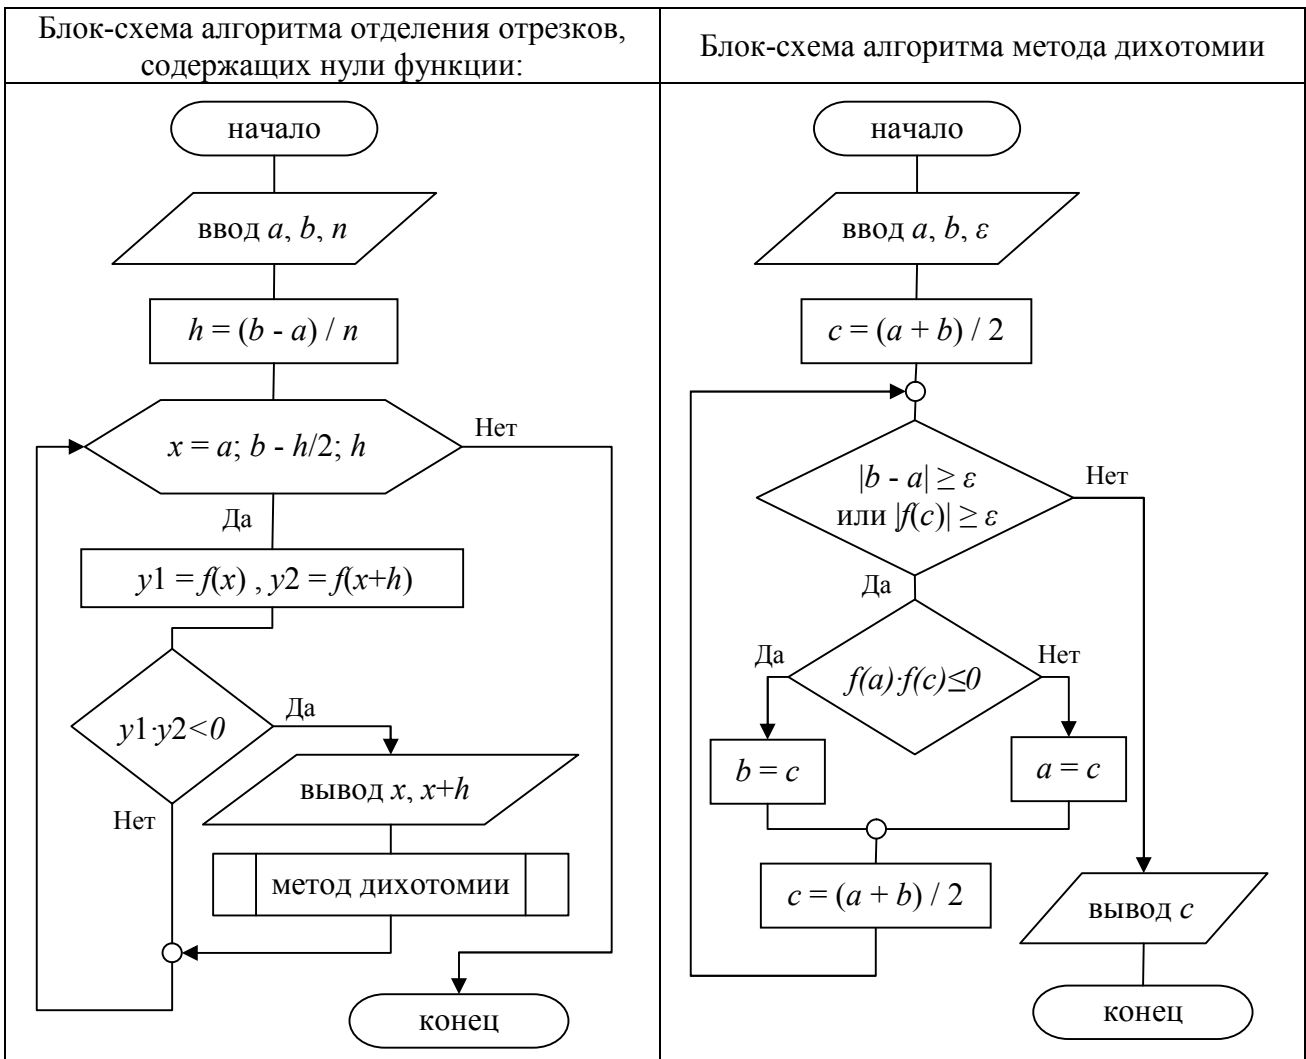 Блок-схема алгоритма отделения отрезков,
содержащих нули функции:
начало
ввод a, b, n
h = (b - a) / n
x = a; b - h/2; h
Нет
Да
y1 = f(x) , y2 = f(x+h)
y1·y2<0
Да
вывод x, x+h
Нет
метод дихотомии
конец
Блок-схема алгоритма метода дихотомии
начало
ввод a, b, ε
c = (a + b) / 2
|b - a| ≥ ε
или |f(c)| ≥ ε
Нет
Да
f(a)·f(c)≤0
Да
Нет
b = c
a = c
c = (a + b) / 2
вывод c
конец